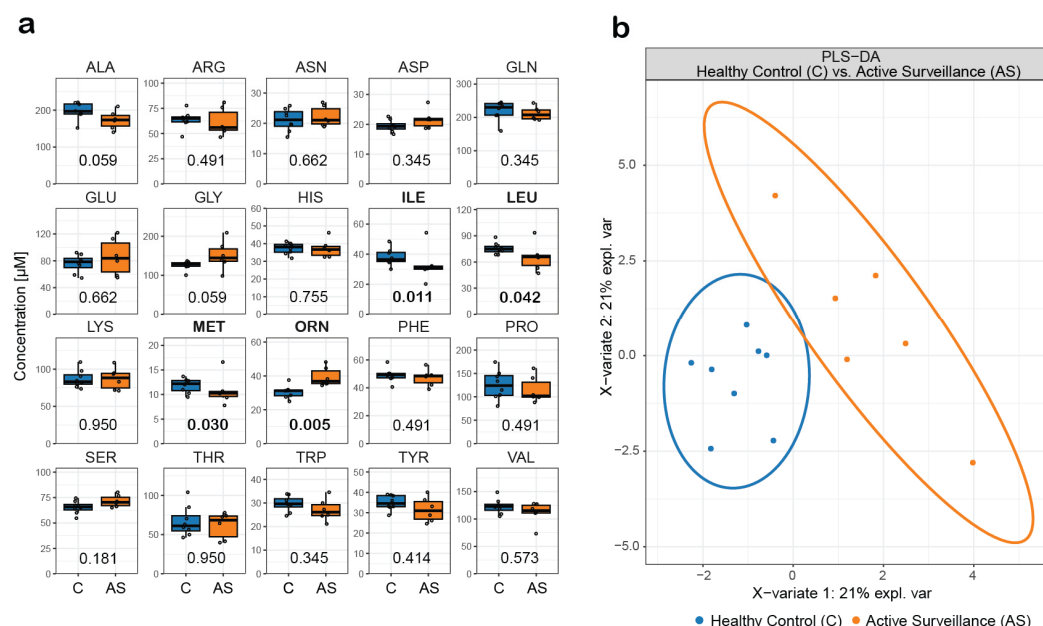 a
Concentration [µM]
ALA ARG ASN ASP GLN
200 100 0
100 75 50 25 0
30 20 10 0
30 20 10 0
300 200 100 0
0.059 0.491 0.662 0.345 0.345
GLU GLY HIS ILE LEU
120 80 40 0
200 100 0
60 50 40 30 20 10 0
60 40 20 0
120 90 60 30 0
0.662 0.059 0.755 0.011 0.042
LYS MET ORN PHE PRO
100 50 0
20 15 10 5 0
60 40 20 0
60 40 20 0
150 100 50 0
0.950 0.030 0.005 0.491 0.491
SER THR TRP TYR VAL
100 75 50 25 0
100 50 0
40 30 20 10 0
40 30 20 10 0
150 100 50 0
0.181 0.950 0.345 0.414 0.573
C AS C AS C AS C AS C AS
b
PLS−DA
Healthy Control (C) vs. Active Surveillance (AS)
X−variate 2: 21% expl. var
5.0
2.5
0.0
−2.5
−5.0
−2 0 2 4
X−variate 1: 21% expl. var
Healthy Control (C) Active Surveillance (AS)